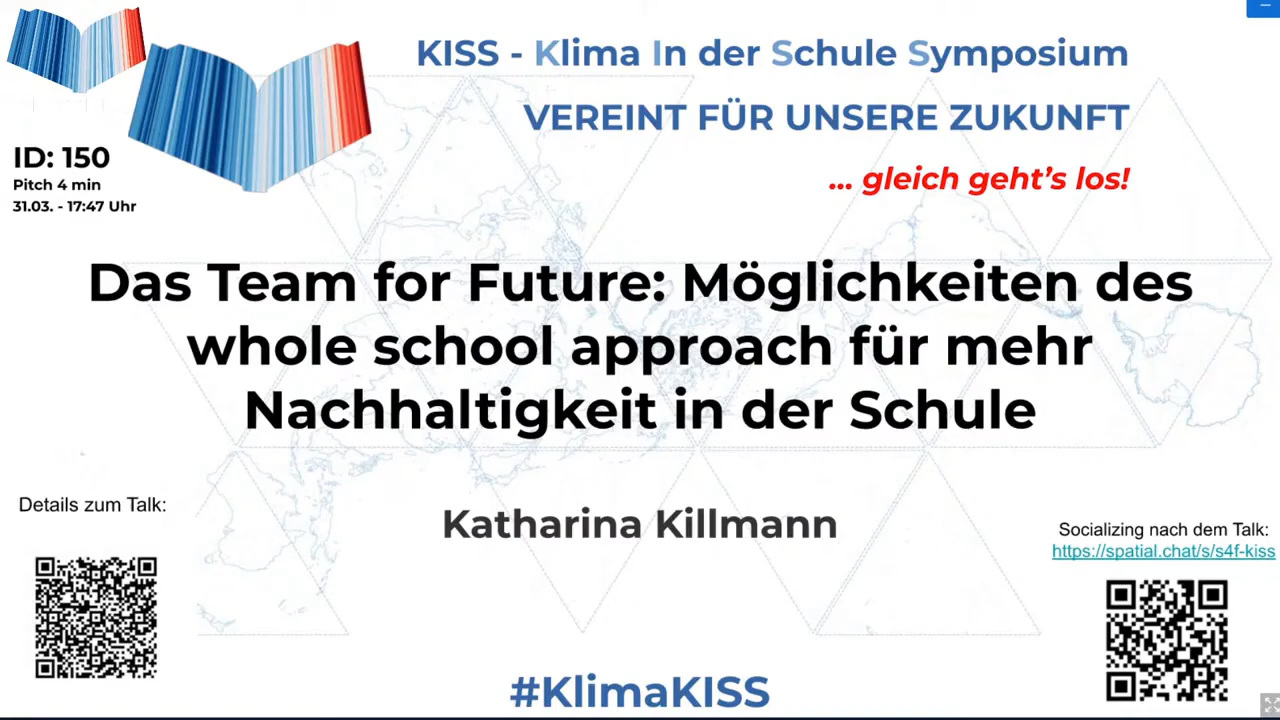 KISS - Klima In der Schule Symposium
VEREINT FÜR UNSERE ZUKUNFT
... gleich geht's los!
ID: 150
Pitch 4 min
31.03. - 17:47 Uhr
Das Team for Future: Möglichkeiten des
whole school approach für mehr
Nachhaltigkeit in der Schule
Katharina Killmann
Details zum Talk:
Socializing nach dem Talk:
https://spatial.chat/s/s4f-kiss
#KlimaKISS